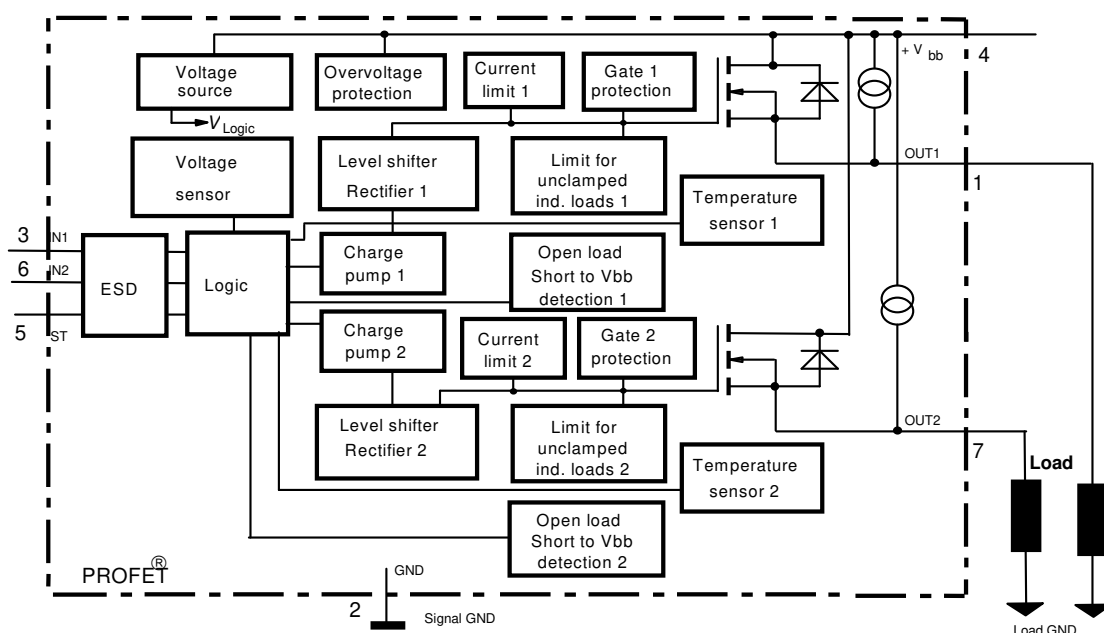 + V bb
4
Voltage
source
Overvoltage
protection
Current
limit 1
Gate 1
protection
V Logic
Voltage
sensor
Level shifter
Rectifier 1
Limit for
unclamped
ind. loads 1
OUT1
1
Temperature
sensor 1
3
IN1
6
IN2
5
ST
ESD
Logic
Charge
pump 1
Open load
Short to Vbb
detection 1
Charge
pump 2
Current
limit 2
Gate 2
protection
Level shifter
Rectifier 2
Limit for
unclamped
ind. loads 2
OUT2
7
Load
Temperature
sensor 2
Open load
Short to Vbb
detection 2
PROFET®
GND
2
Signal GND
Load GND